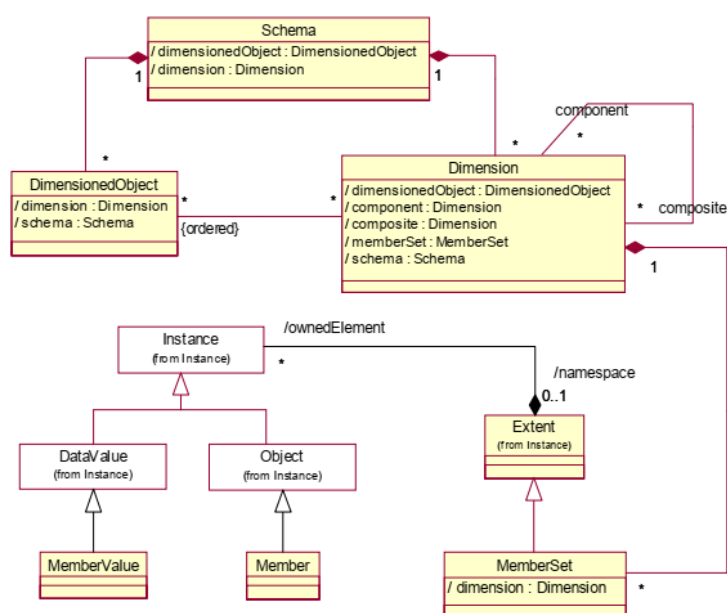 Schema
/ dimensionedObject : DimensionedObject
/ dimension : Dimension
1
1
*
*
component
*
DimensionedObject
/ dimension : Dimension
/ schema : Schema
*
{ordered}
*
Dimension
/ dimensionedObject : DimensionedObject
/ component : Dimension
/ composite : Dimension
/ memberSet : MemberSet
/ schema : Schema
*
composite
1
Instance
(from Instance)
/ownedElement
*
/namespace
0..1
Extent
(from Instance)
DataValue
(from Instance)
Object
(from Instance)
MemberValue
Member
MemberSet
/ dimension : Dimension
*